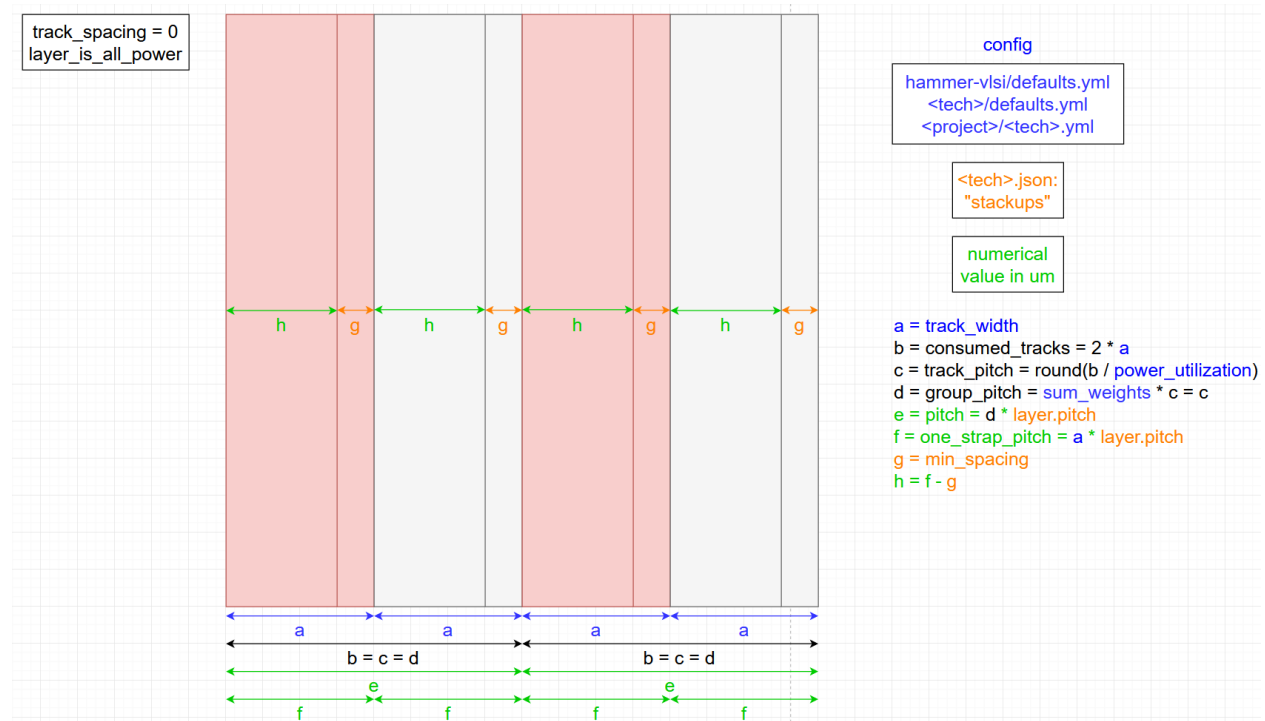 track_spacing = 0
layer_is_all_power
config
hammer-vlsi/defaults.yml
<tech>/defaults.yml
<project>/<tech>.yml
<tech>.json:
"stackups"
numerical
value in um
h g h g h g h g
a = track_width
b = consumed_tracks = 2 * a
c = track_pitch = round(b / power_utilization)
d = group_pitch = sum_weights * c = c
e = pitch = d * layer.pitch
f = one_strap_pitch = a * layer.pitch
g = min_spacing
h = f - g
a a a a
b = c = d b = c = d
e e
f f f f